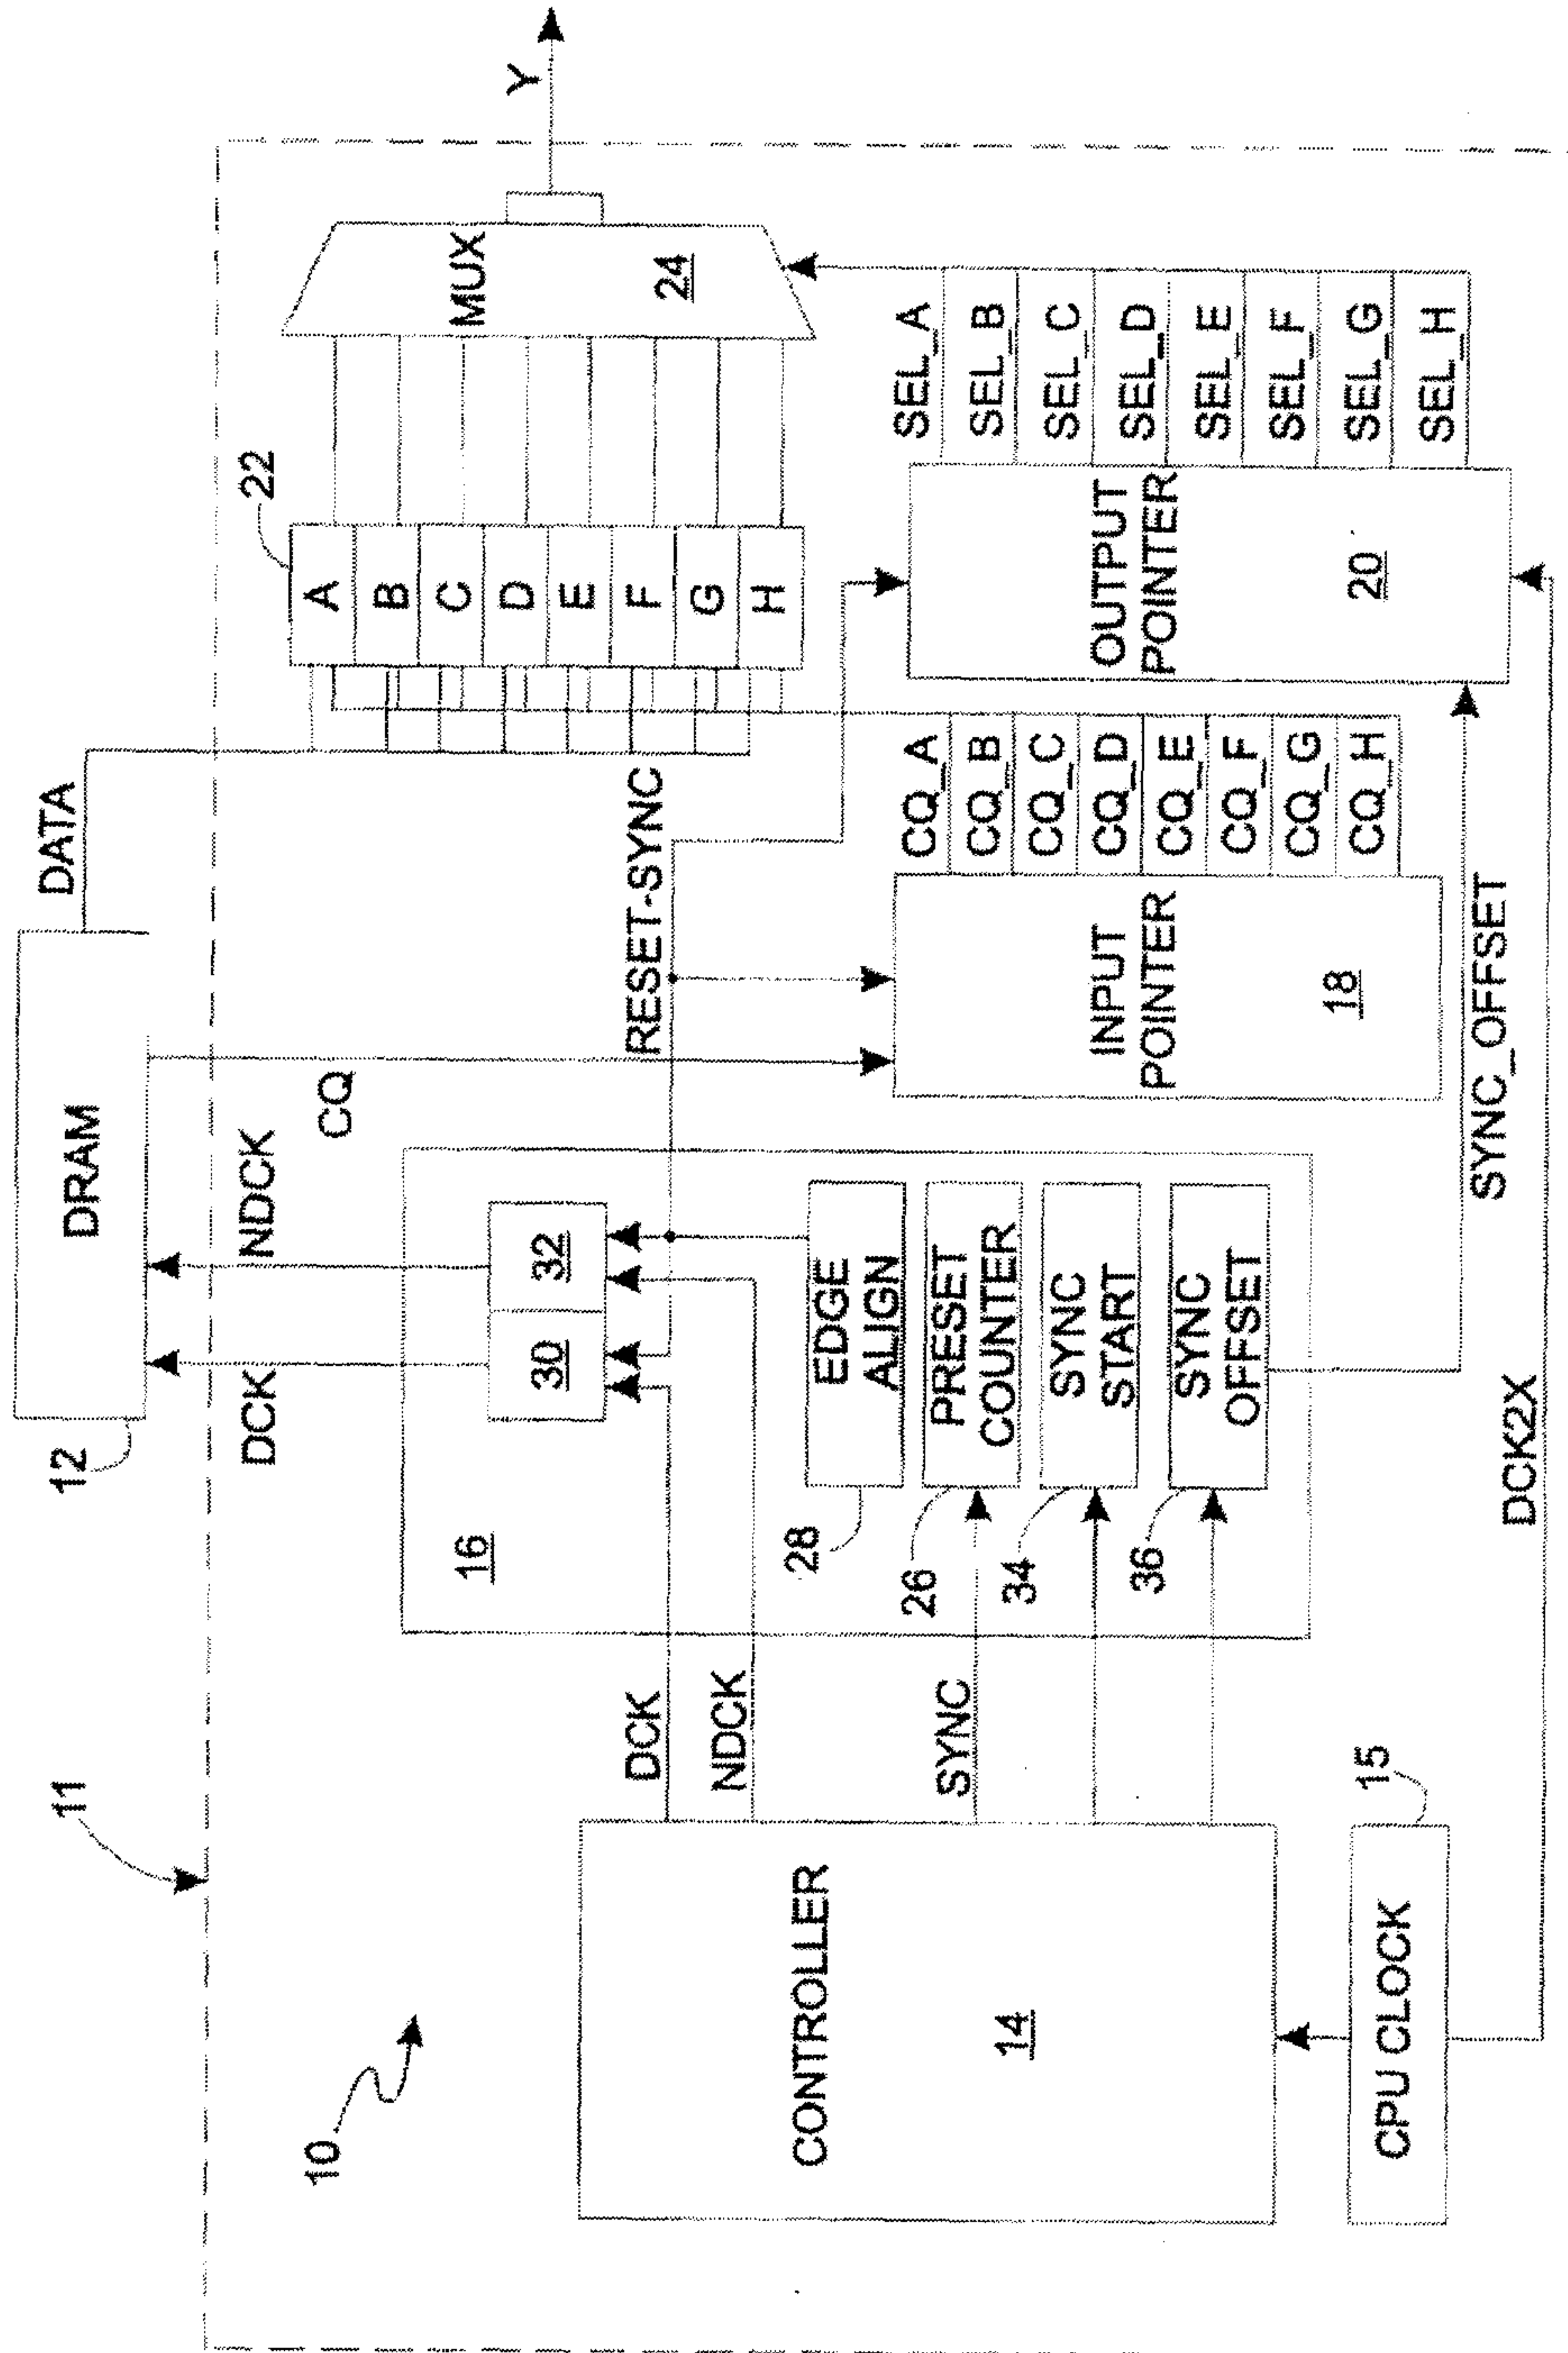 11
10
12
DRAM
DATA
DCK
NDCK
CQ
22
A
B
C
D
E
F
G
H
MUX
24
Y
16
30
32
RESET-SYNC
DCK
NDCK
SYNC
28
EDGE
ALIGN
26
PRESET
COUNTER
34
SYNC
START
36
SYNC
OFFSET
CONTROLLER
14
INPUT
POINTER
18
CQ_A
CQ_B
CQ_C
CQ_D
CQ_E
CQ_F
CQ_G
CQ_H
OUTPUT
POINTER
20
SEL_A
SEL_B
SEL_C
SEL_D
SEL_E
SEL_F
SEL_G
SEL_H
CPU CLOCK
15
SYNC_OFFSET
DCK2X